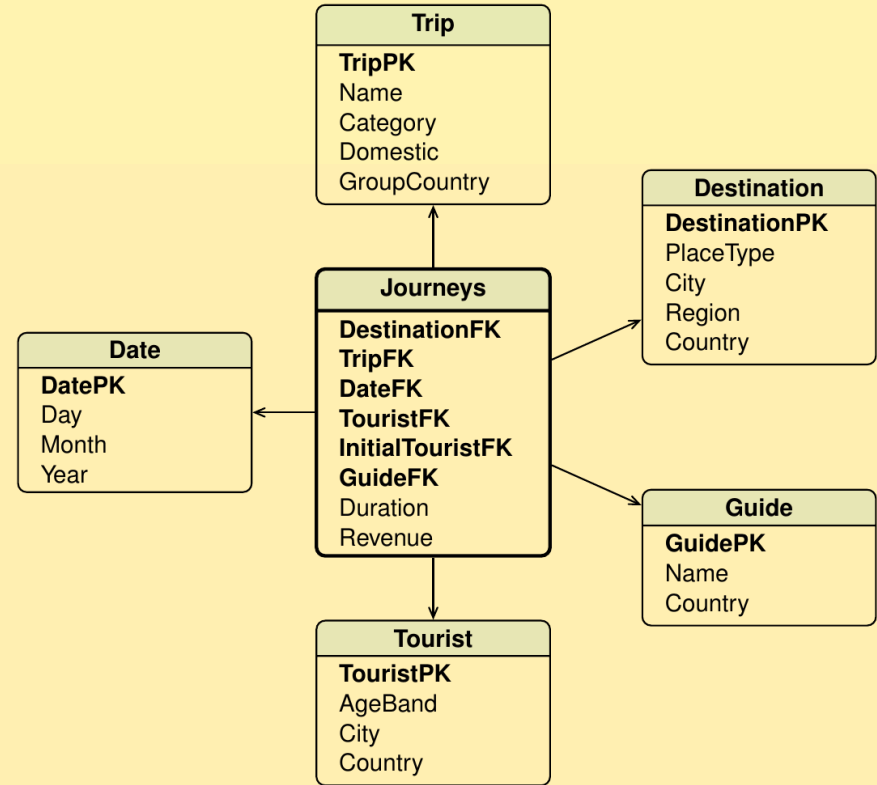 Trip
TripPK
Name
Category
Domestic
GroupCountry
Destination
DestinationPK
PlaceType
City
Region
Country
Journeys
DestinationFK
TripFK
DateFK
TouristFK
InitialTouristFK
GuideFK
Duration
Revenue
Date
DatePK
Day
Month
Year
Guide
GuidePK
Name
Country
Tourist
TouristPK
AgeBand
City
Country